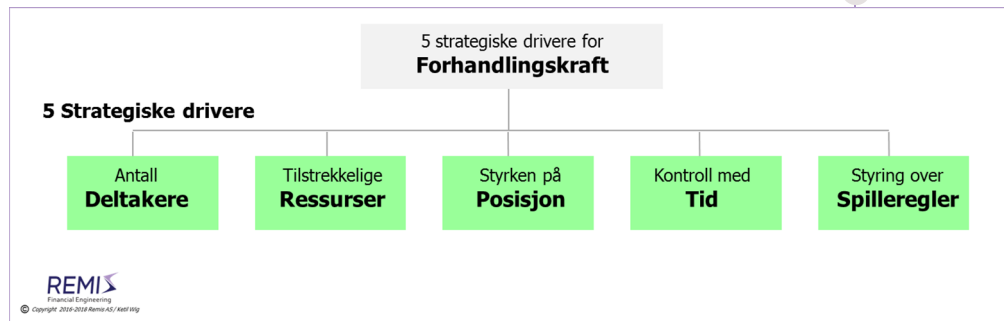 5 strategiske drivere for
Forhandlingskraft
5 Strategiske drivere
Antall
Deltakere
Tilstrekkelige
Ressurser
Styrken på
Posisjon
Kontroll med
Tid
Styring over
Spilleregler
REMIS
Financial Engineering
© Copyright 2016-2018 Remis AS / Ketil Wig